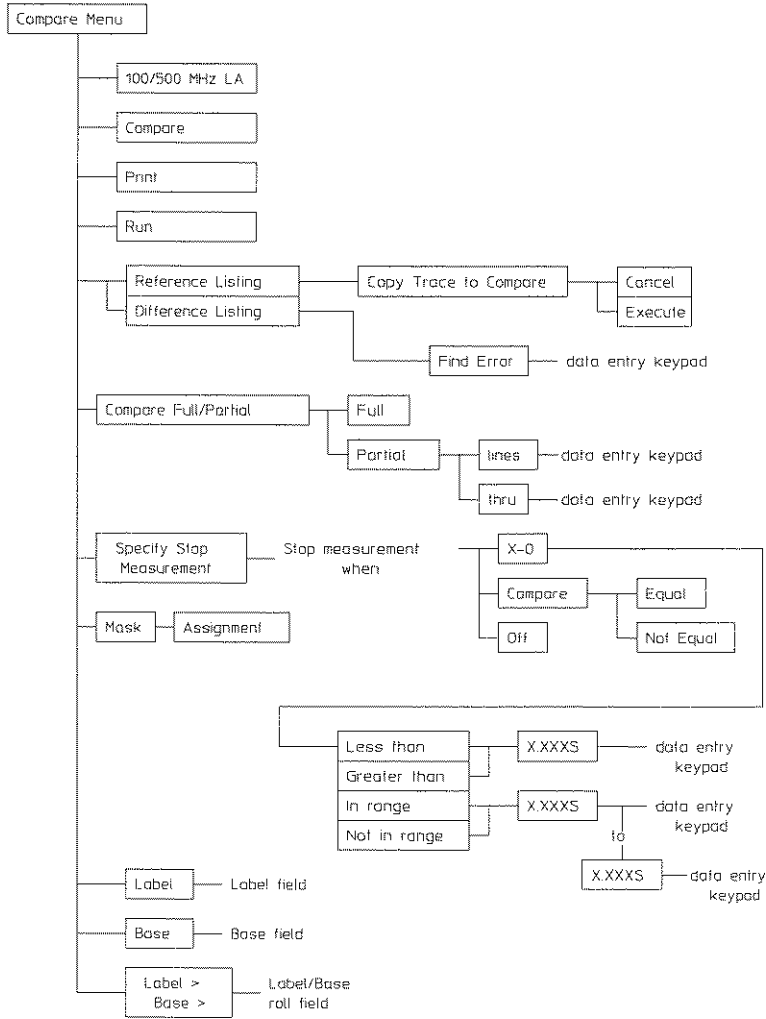 Compare Menu
100/500 MHz LA
Compare
Print
Run
Reference Listing
Copy Trace to Compare
Cancel
Difference Listing
Execute
Find Error
data entry keypad
Compare Full/Partial
Full
Partial
lines
data entry keypad
thru
data entry keypad
Specify Stop
Measurement
Stop measurement
when
X-O
Compare
Equal
Mask
Assignment
Off
Not Equal
Less than
X.XXXS
data entry
keypad
Greater than
In range
X.XXXS
data entry
keypad
Not in range
to
X.XXXS
data entry
keypad
Label
Label field
Base
Base field
Label >
Base >
Label/Base
roll field